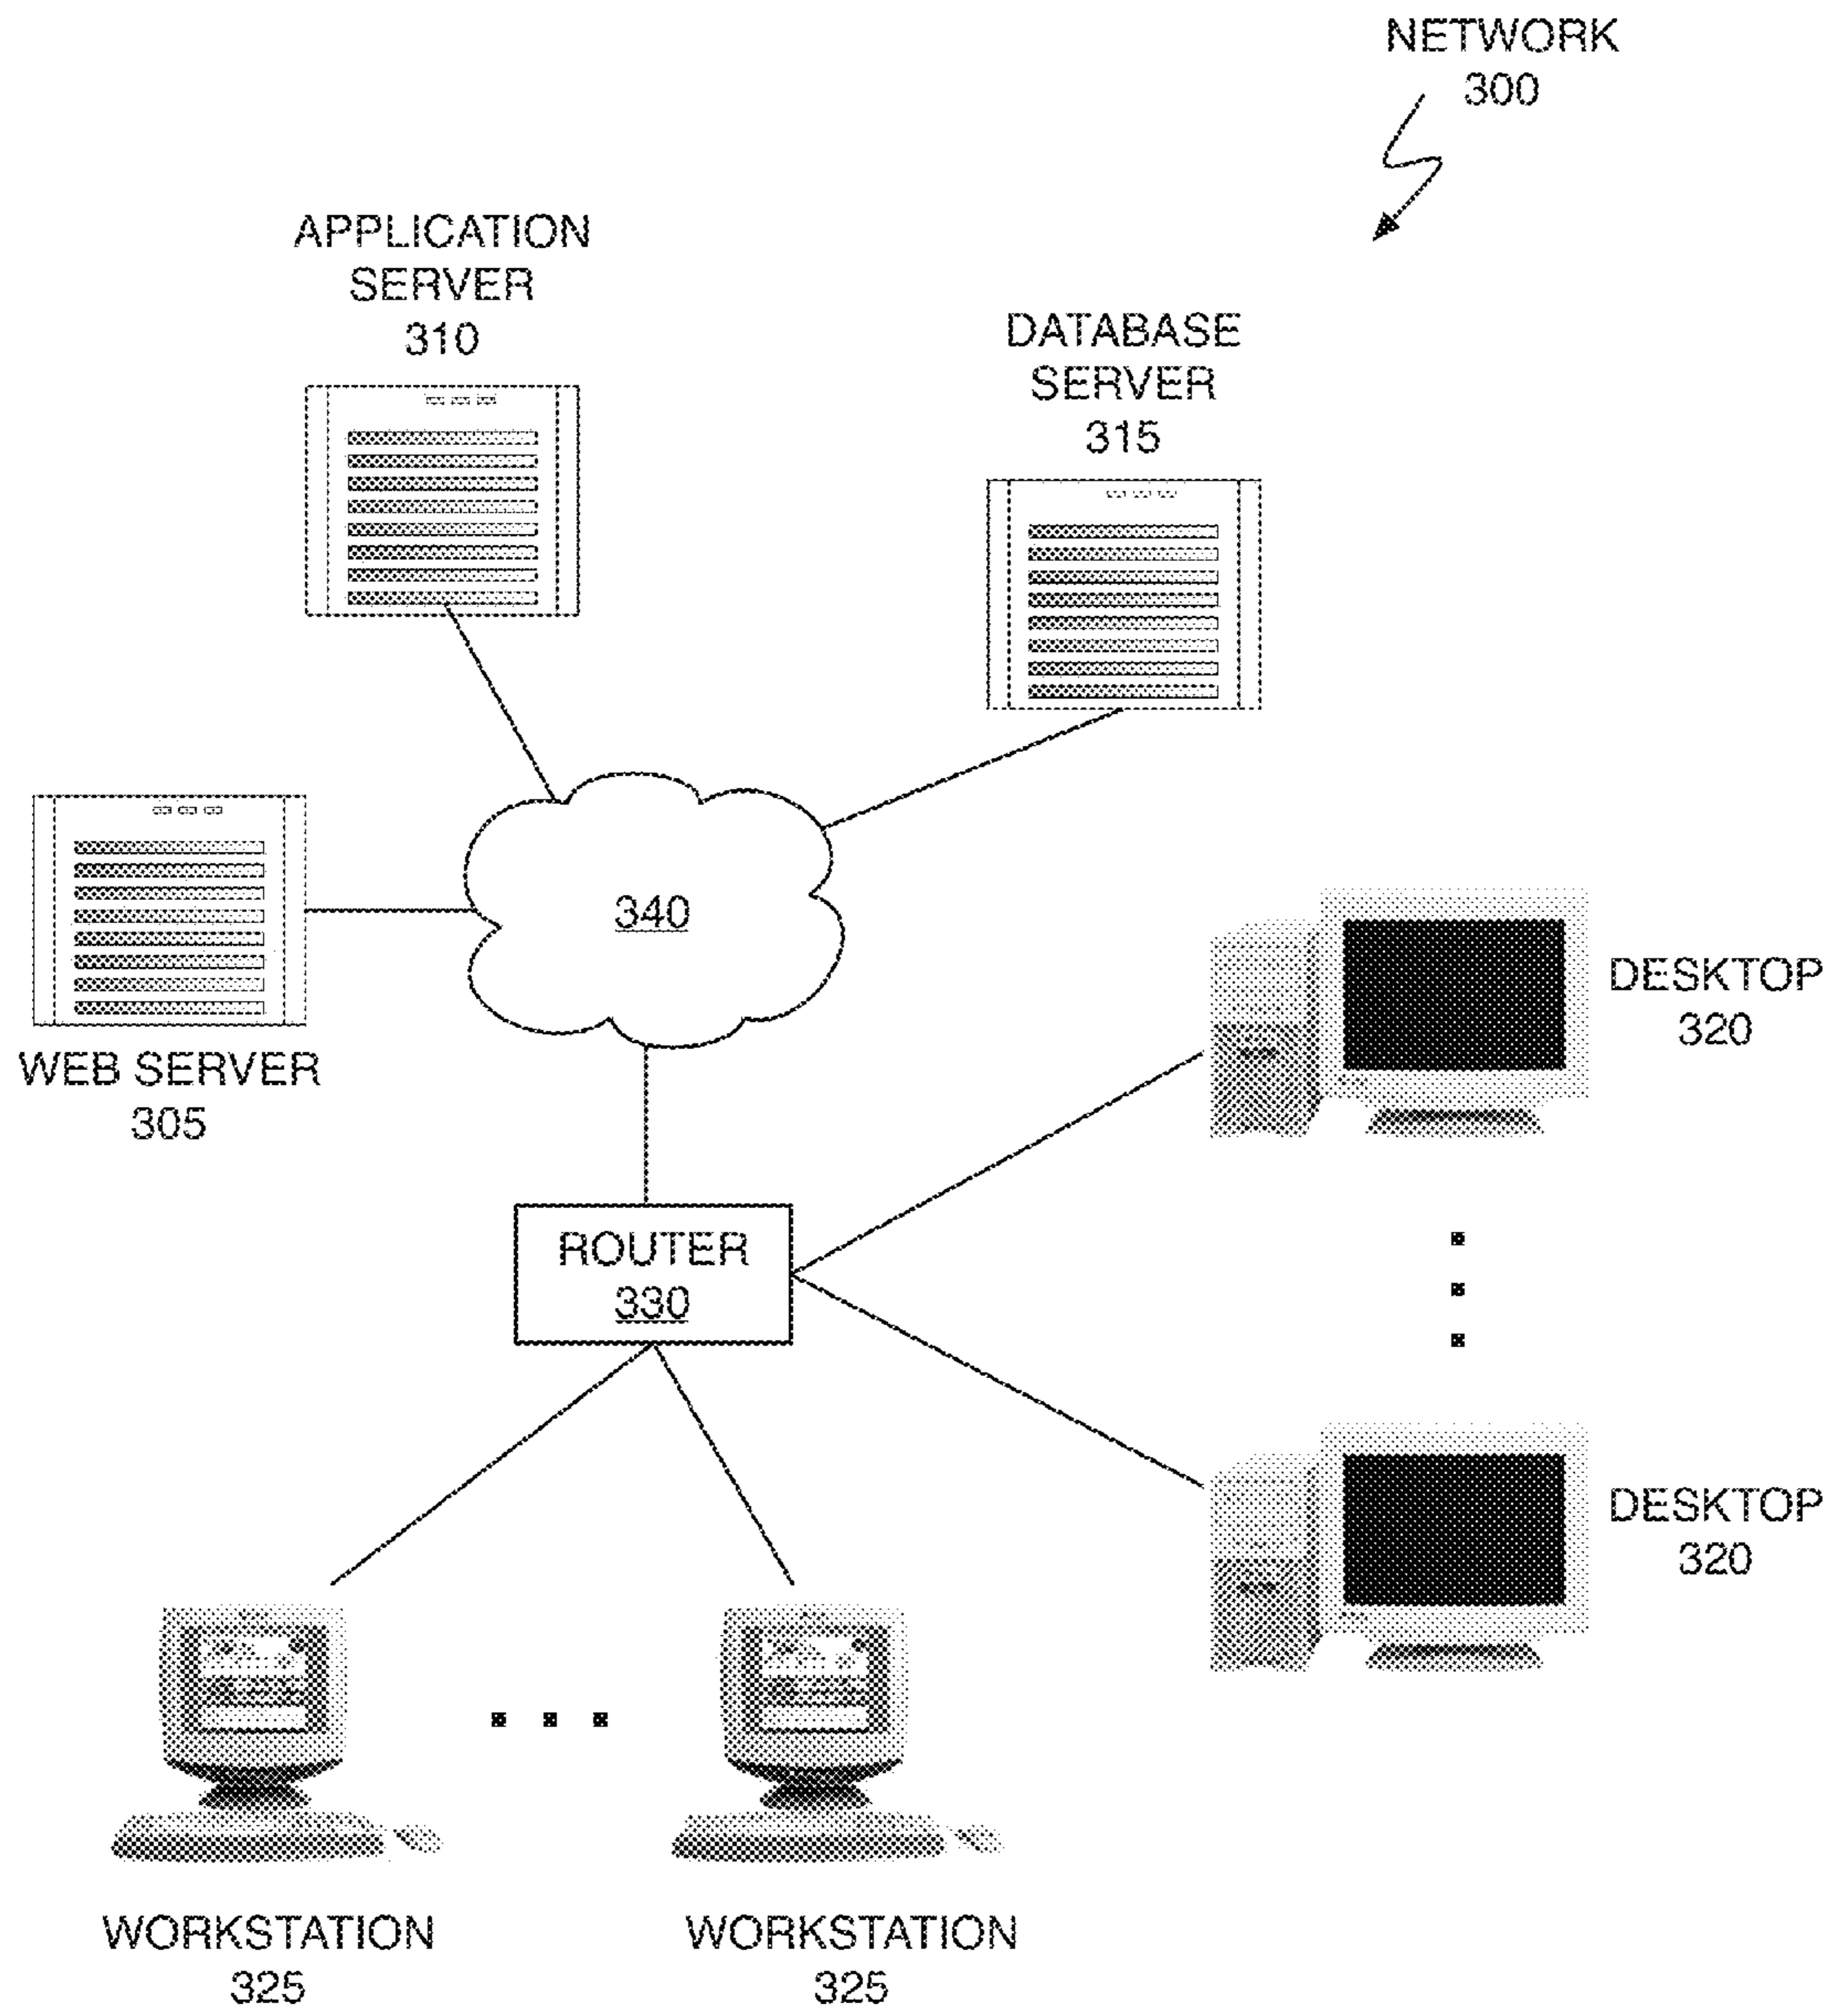 NETWORK
300
APPLICATION
SERVER
310
DATABASE
SERVER
315
340
WEB SERVER
305
DESKTOP
320
ROUTER
330
DESKTOP
320
WORKSTATION
325
WORKSTATION
325